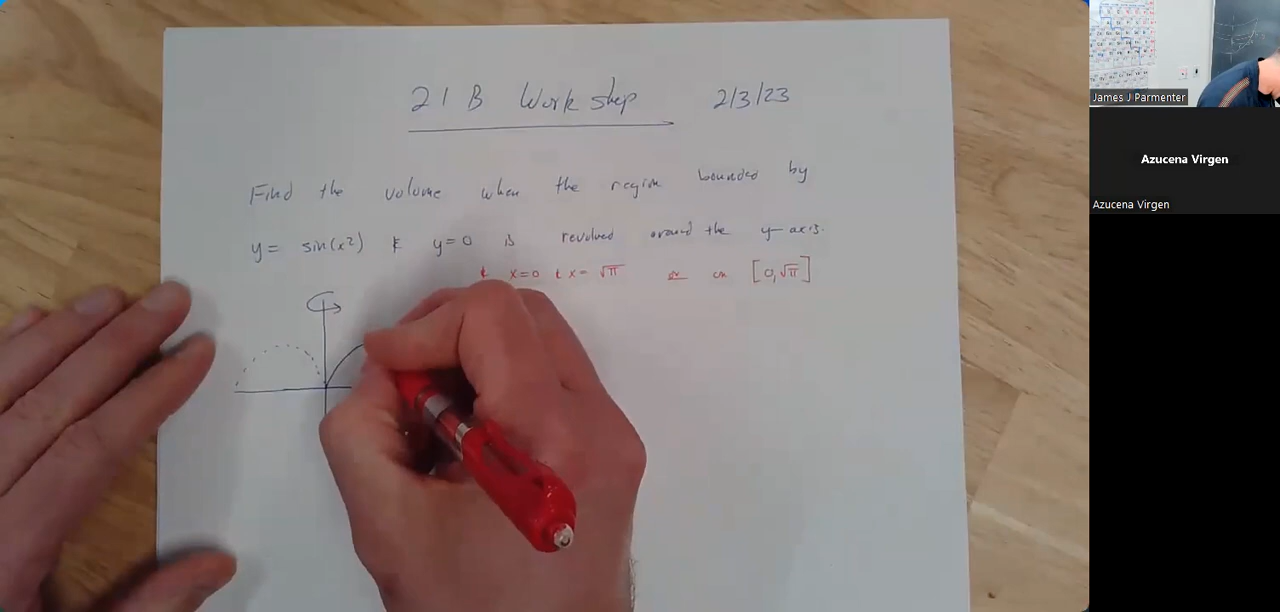 21B Workshop 2/3/23
Find the volume when the region bounded by
y = sin(x²) & y=0 is revolved around the y-axis.
& x=0 & x=√π or on [0,√π]
James J Parmenter
Azucena Virgen
Azucena Virgen